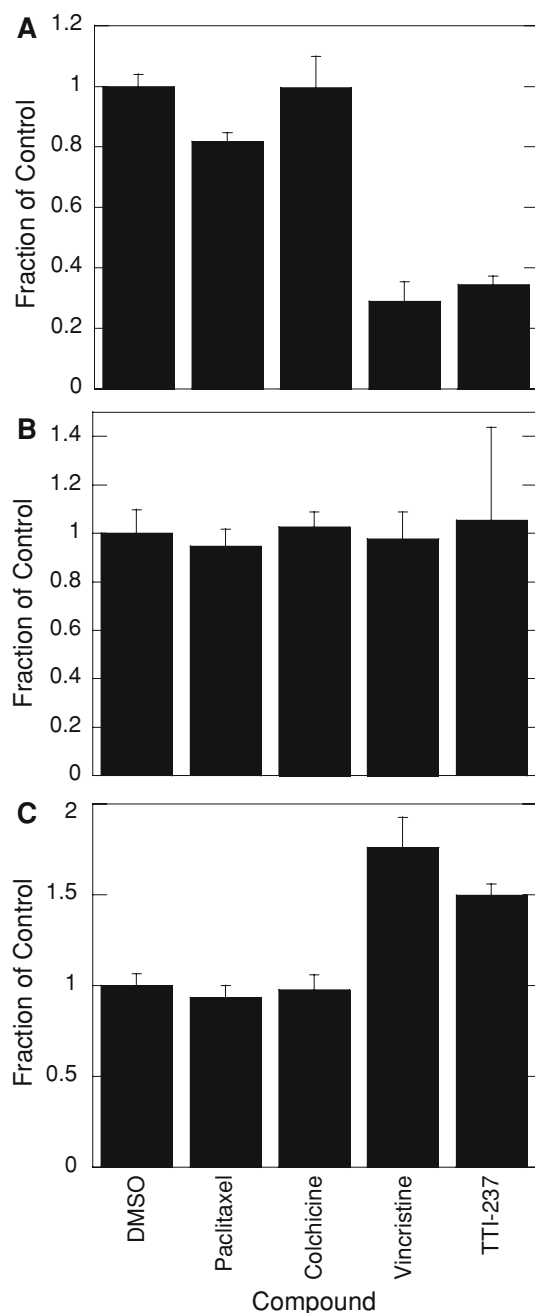 A
Fraction of Control
1.2
1
0.8
0.6
0.4
0.2
0
B
Fraction of Control
1.4
1.2
1
0.8
0.6
0.4
0.2
0
C
Fraction of Control
2
1.5
1
0.5
0
DMSO
Paclitaxel
Colchicine
Vincristine
TTI-237
Compound